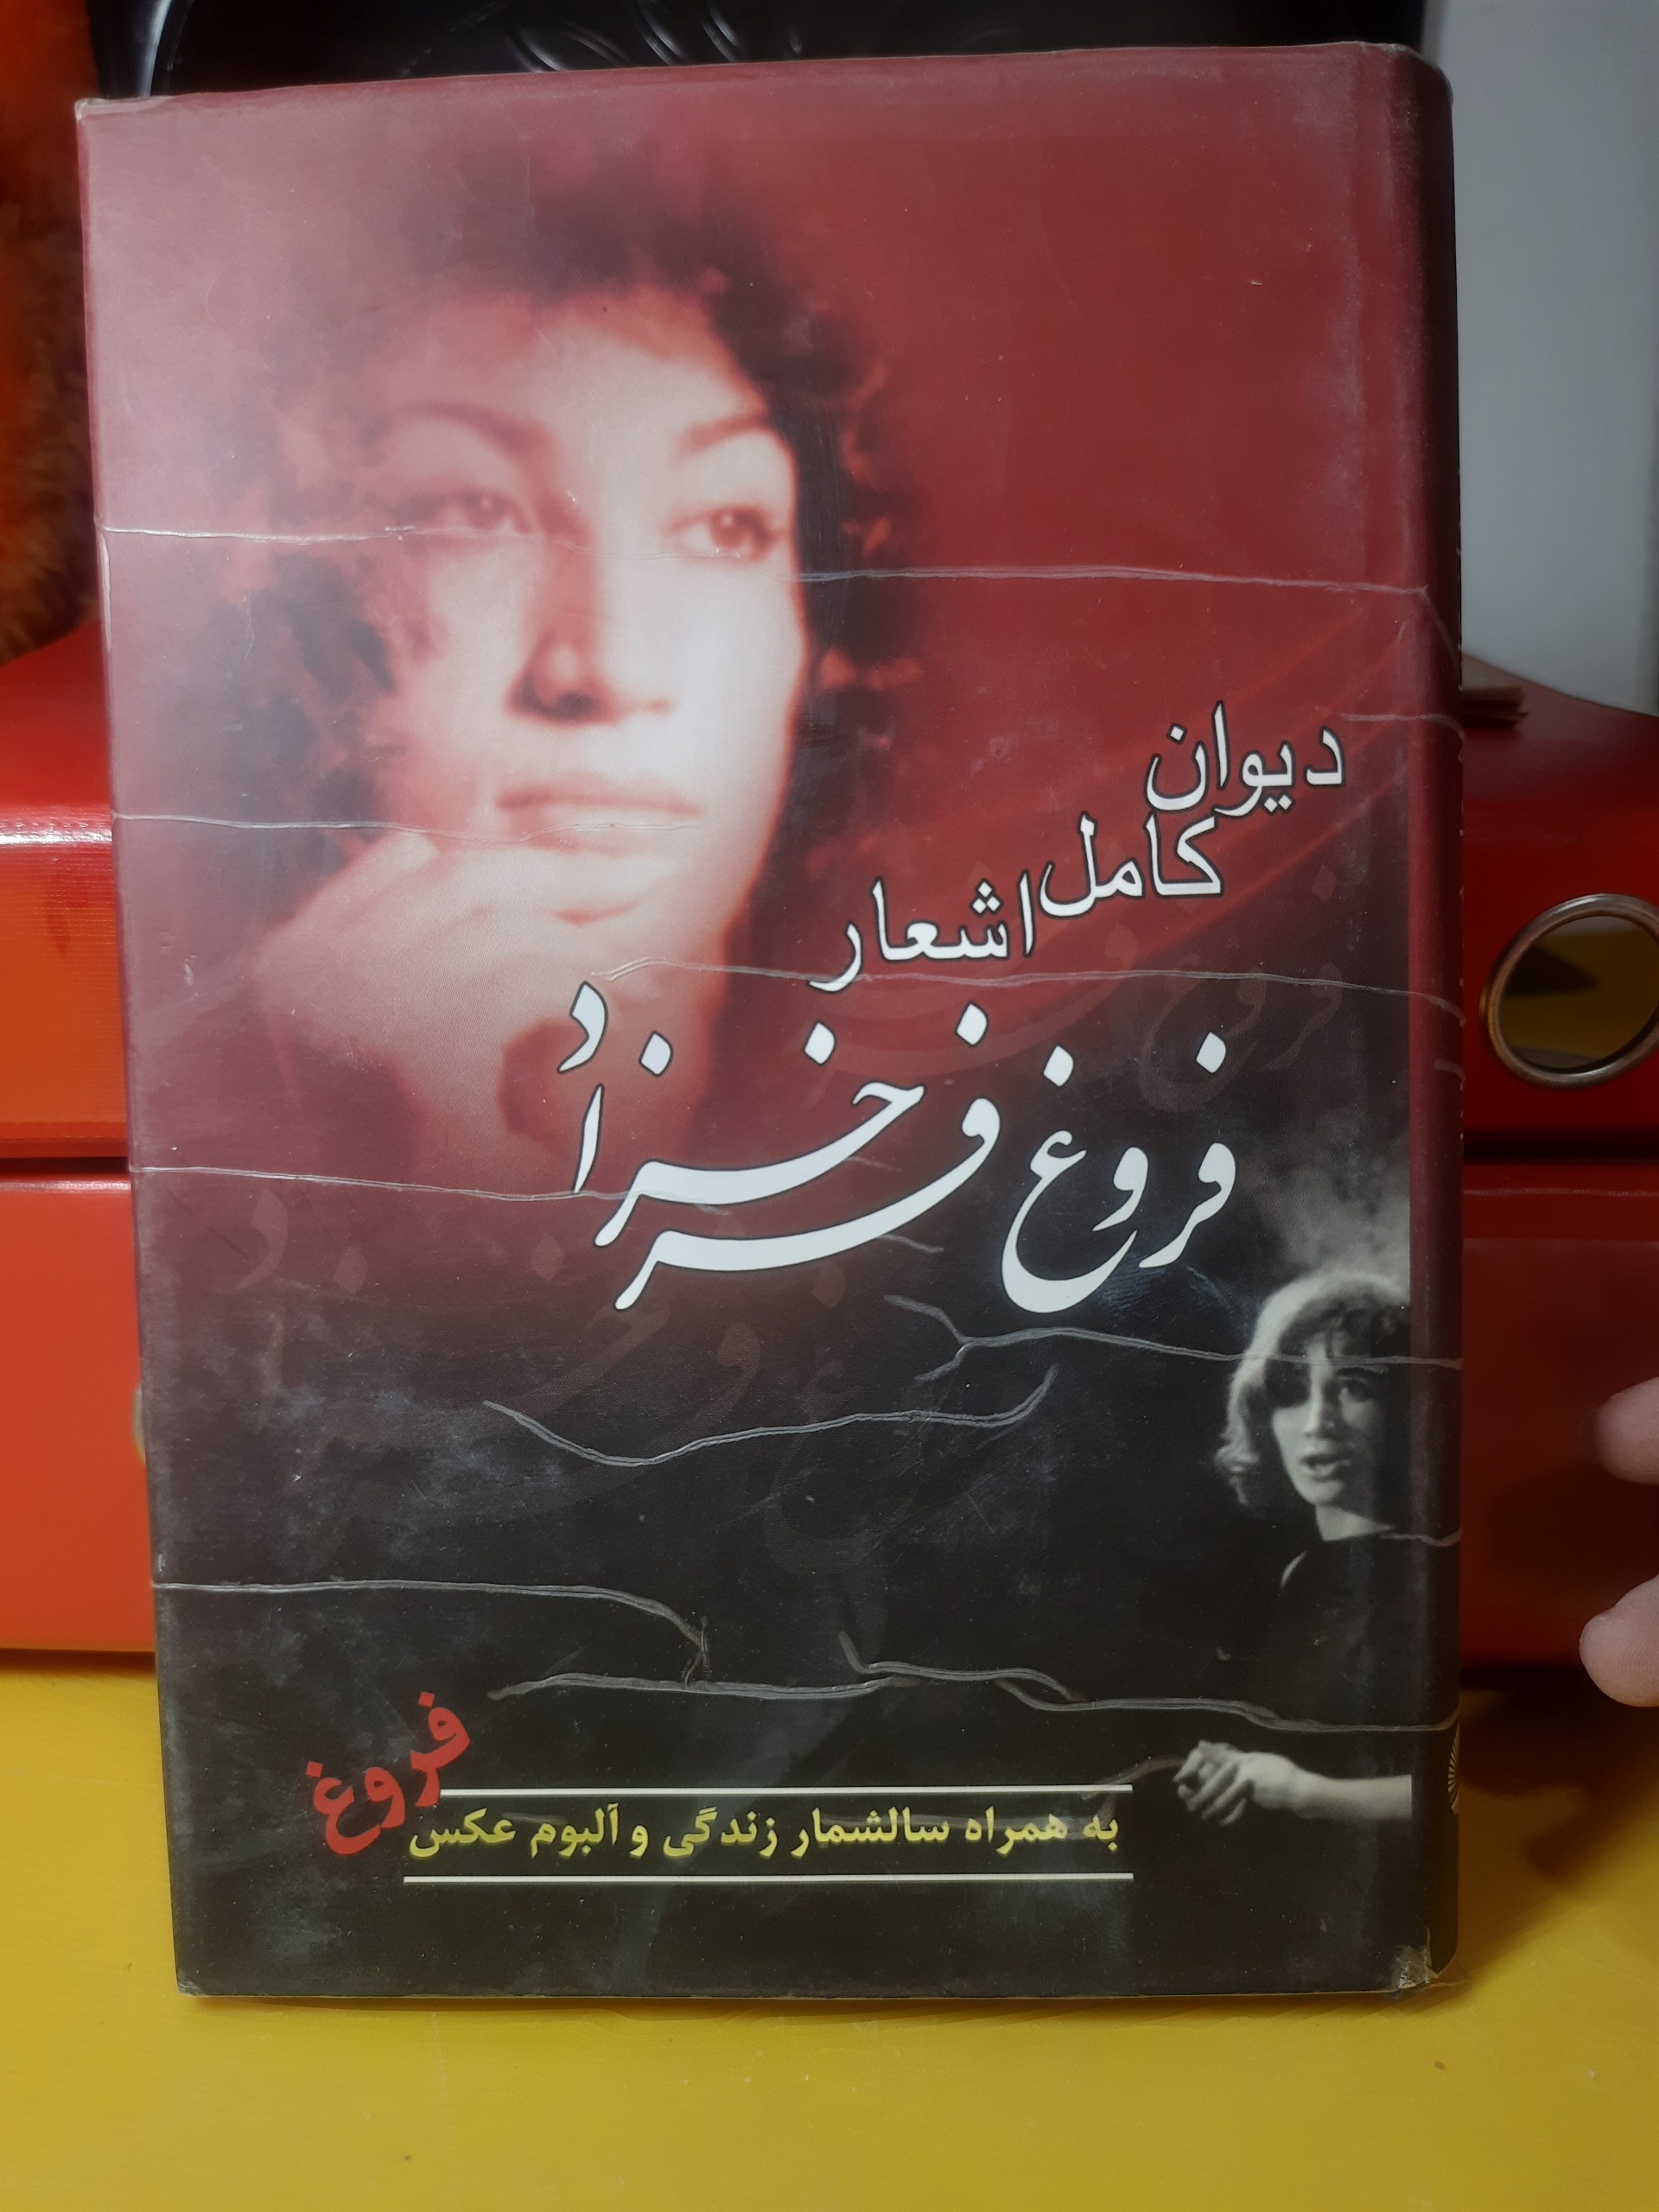 دیوان
کامل
اشعار
فروغ فرخزاد
به همراه سالشمار زندگی و آلبوم عکس
فروغ